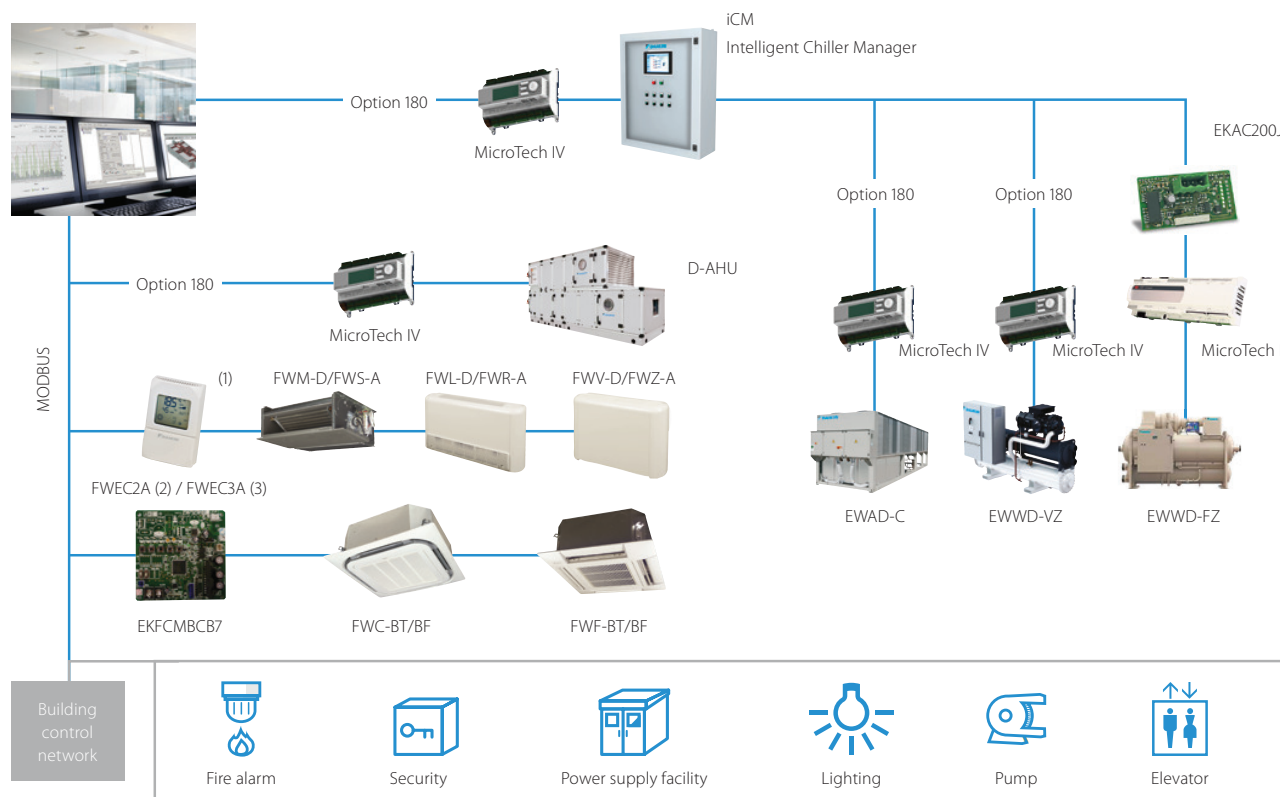 iCM
Intelligent Chiller Manager
Option 180
MicroTech IV
EKAC200J
Option 180
Option 180
Option 180
MicroTech IV
D-AHU
MicroTech IV
MicroTech IV
MicroTech
MODBUS
(1)
FWM-D/FWS-A
FWL-D/FWR-A
FWV-D/FWZ-A
FWEC2A (2) / FWEC3A (3)
EWAD-C
EWWD-VZ
EWWD-FZ
EKFCMBCB7
FWC-BT/BF
FWF-BT/BF
Building
control
network
Fire alarm
Security
Power supply facility
Lighting
Pump
Elevator